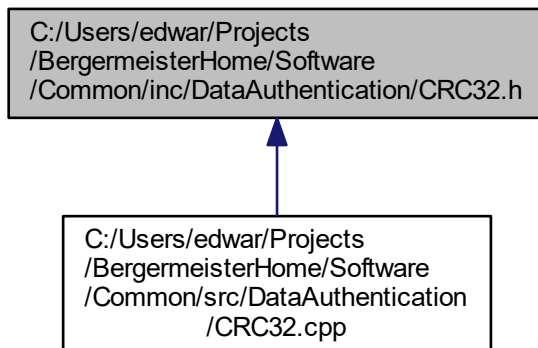 C:/Users/edwar/Projects
/BergermeisterHome/Software
/Common/inc/DataAuthentication/CRC32.h
C:/Users/edwar/Projects
/BergermeisterHome/Software
/Common/src/DataAuthentication
/CRC32.cpp